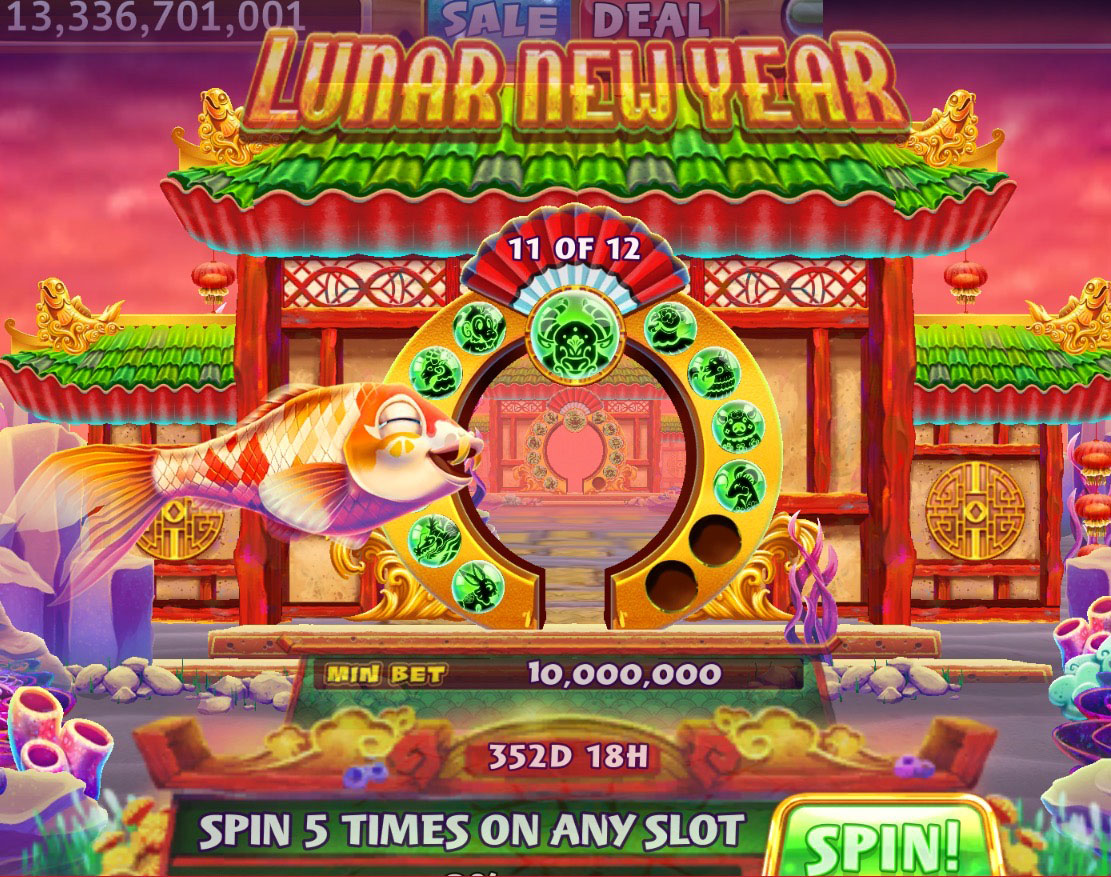 13,336,701,001
SALE DEAL
LUNAR NEW YEAR
11 OF 12
MIN BET 10,000,000
352D 18H
SPIN 5 TIMES ON ANY SLOT
SPIN!